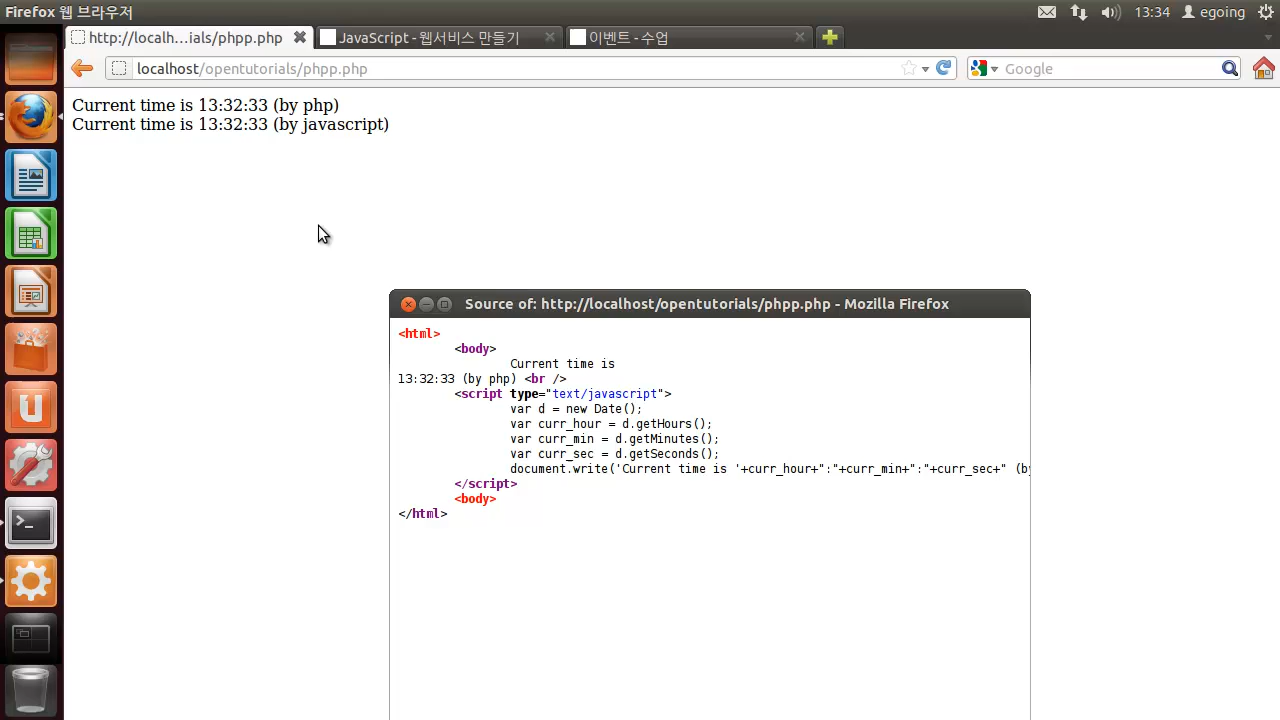 Firefox 웹 브라우저
13:34
egoing
http://localh...ials/phpp.php
JavaScript - 웹서비스 만들기
이벤트 - 수업
localhost/opentutorials/phpp.php
Google
Current time is 13:32:33 (by php)
Current time is 13:32:33 (by javascript)
Source of: http://localhost/opentutorials/phpp.php - Mozilla Firefox
<html>
<body>
Current time is
13:32:33 (by php) <br />
<script type="text/javascript">
var d = new Date();
var curr_hour = d.getHours();
var curr_min = d.getMinutes();
var curr_sec = d.getSeconds();
document.write('Current time is '+curr_hour+":"+curr_min+":"+curr_sec+" (by
</script>
<body>
</html>